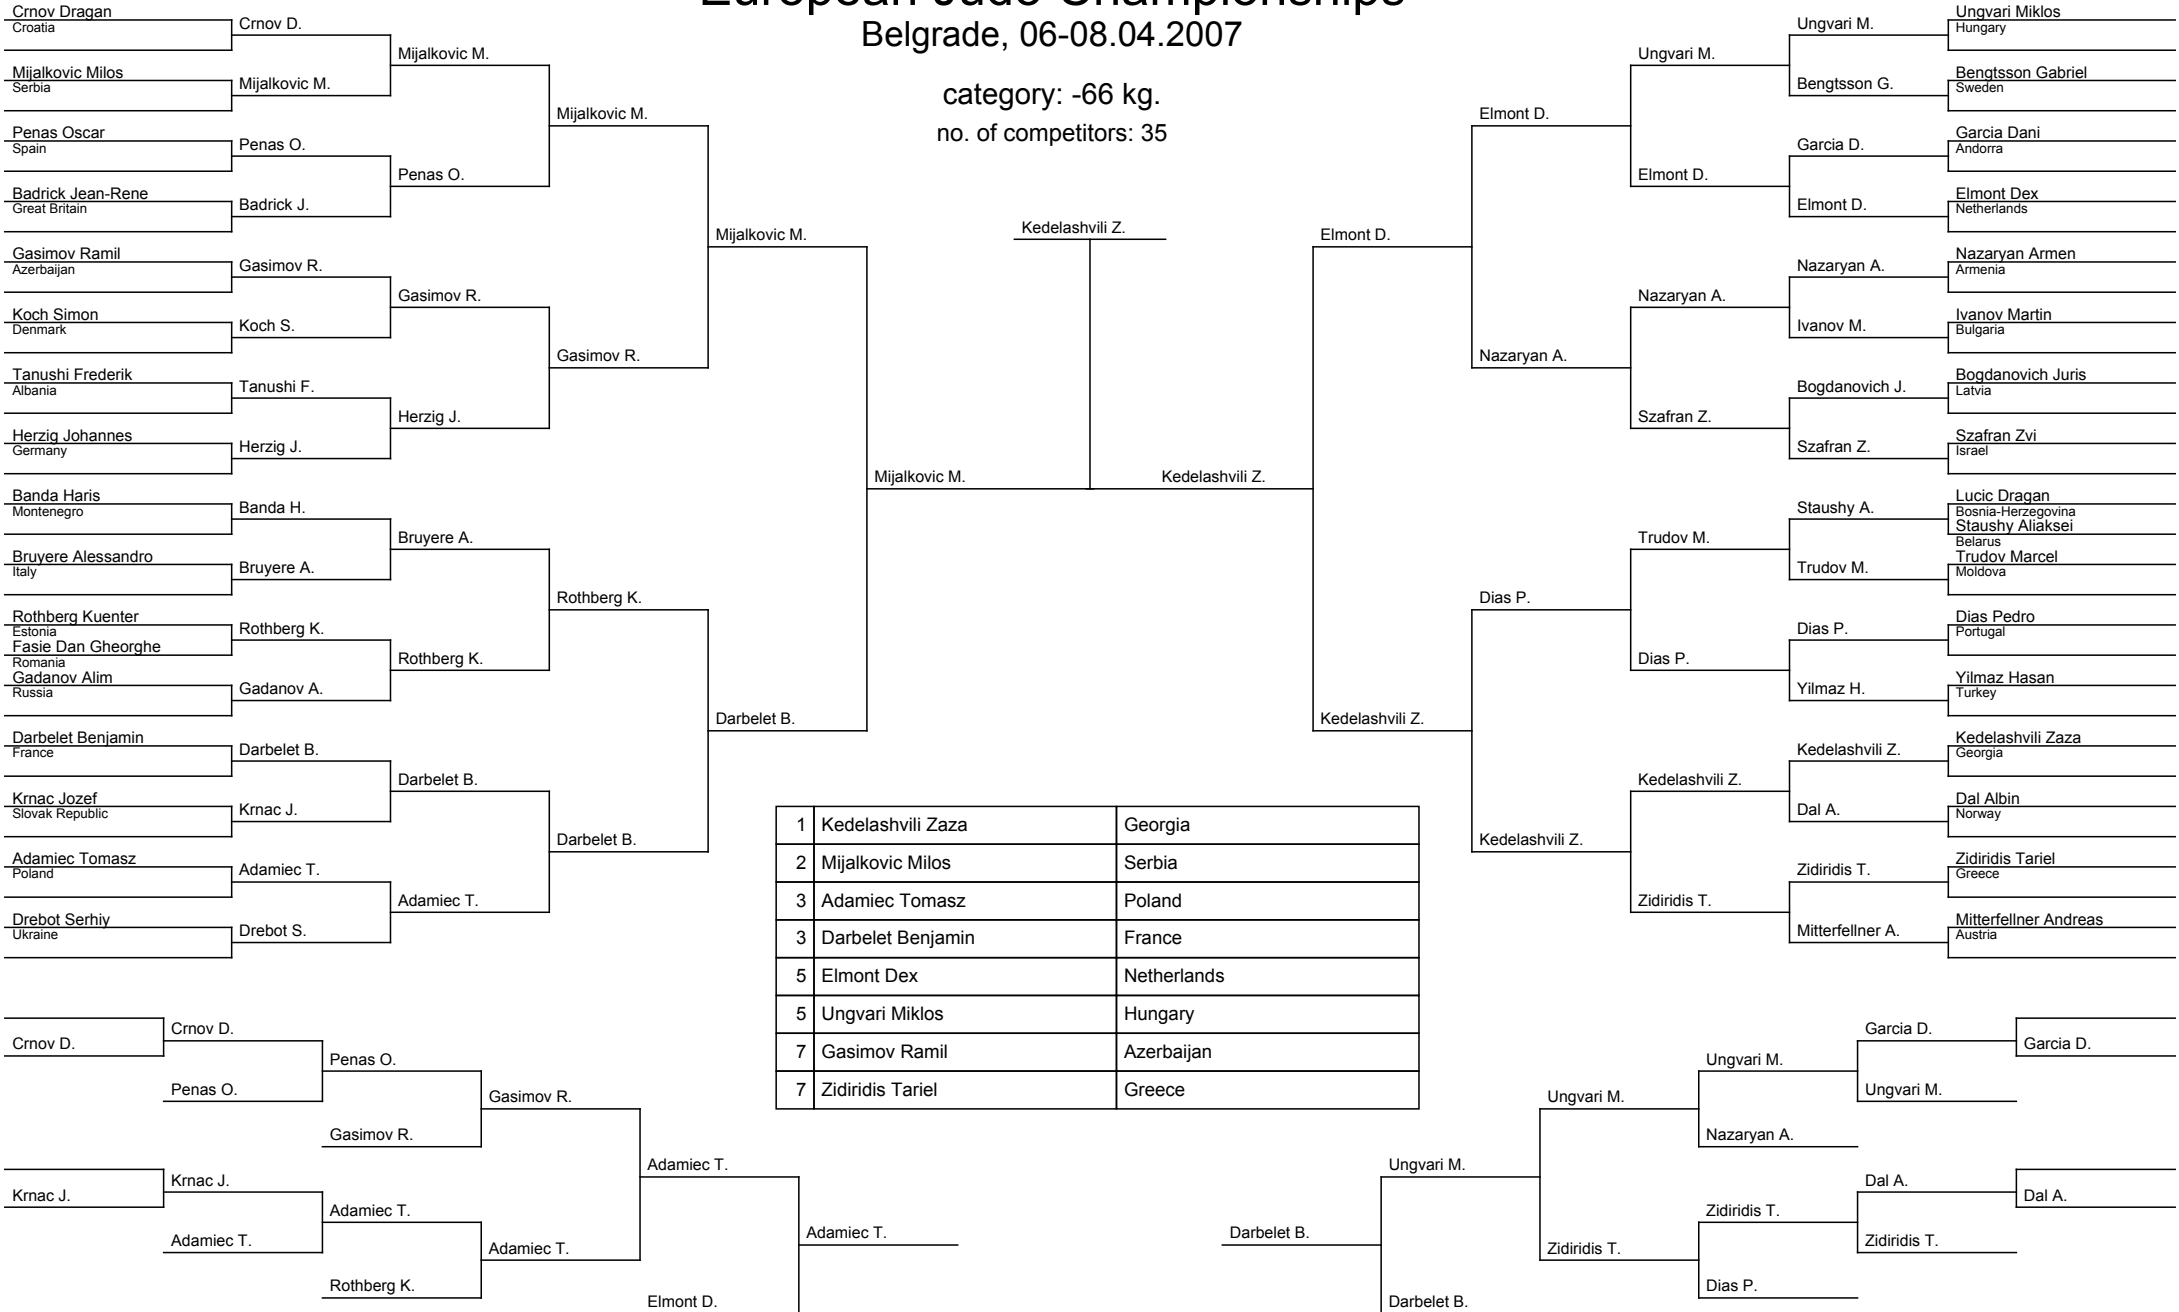 European Judo Championships
Belgrade, 06-08.04.2007
category: -66 kg.
no. of competitors: 35
Crnov Dragan
Croatia
Mijalkovic Milos
Serbia
Penas Oscar
Spain
Badrick Jean-Rene
Great Britain
Gasimov Ramil
Azerbaijan
Koch Simon
Denmark
Tanushi Frederik
Albania
Herzig Johannes
Germany
Banda Haris
Montenegro
Bruyere Alessandro
Italy
Rothberg Kuenter
Estonia
Fasie Dan Gheorghe
Romania
Gadanov Alim
Russia
Darbelet Benjamin
France
Krnac Jozef
Slovak Republic
Adamiec Tomasz
Poland
Drebot Serhiy
Ukraine
Crnov D.
Mijalkovic M.
Penas O.
Badrick J.
Gasimov R.
Koch S.
Tanushi F.
Herzig J.
Banda H.
Bruyere A.
Rothberg K.
Gadanov A.
Darbelet B.
Krnac J.
Adamiec T.
Drebot S.
Mijalkovic M.
Penas O.
Gasimov R.
Herzig J.
Bruyere A.
Rothberg K.
Darbelet B.
Adamiec T.
Mijalkovic M.
Gasimov R.
Rothberg K.
Darbelet B.
Mijalkovic M.
Darbelet B.
Mijalkovic M.
Kedelashvili Z.
Kedelashvili Z.
Elmont D.
Kedelashvili Z.
Elmont D.
Nazaryan A.
Dias P.
Kedelashvili Z.
Ungvari M.
Elmont D.
Nazaryan A.
Szafran Z.
Trudov M.
Dias P.
Kedelashvili Z.
Zidiridis T.
Ungvari M.
Bengtsson G.
Garcia D.
Elmont D.
Nazaryan A.
Ivanov M.
Bogdanovich J.
Szafran Z.
Staushy A.
Trudov M.
Dias P.
Yilmaz H.
Kedelashvili Z.
Dal A.
Zidiridis T.
Mitterfellner A.
Ungvari Miklos
Hungary
Bengtsson Gabriel
Sweden
Garcia Dani
Andorra
Elmont Dex
Netherlands
Nazaryan Armen
Armenia
Ivanov Martin
Bulgaria
Bogdanovich Juris
Latvia
Szafran Zvi
Israel
Lucic Dragan
Bosnia-Herzegovina
Staushy Aliaksei
Belarus
Trudov Marcel
Moldova
Dias Pedro
Portugal
Yilmaz Hasan
Turkey
Kedelashvili Zaza
Georgia
Dal Albin
Norway
Zidiridis Tariel
Greece
Mitterfellner Andreas
Austria
1 Kedelashvili Zaza Georgia
2 Mijalkovic Milos Serbia
3 Adamiec Tomasz Poland
3 Darbelet Benjamin France
5 Elmont Dex Netherlands
5 Ungvari Miklos Hungary
7 Gasimov Ramil Azerbaijan
7 Zidiridis Tariel Greece
Crnov D.
Krnac J.
Crnov D.
Penas O.
Krnac J.
Adamiec T.
Penas O.
Gasimov R.
Adamiec T.
Rothberg K.
Gasimov R.
Adamiec T.
Adamiec T.
Elmont D.
Adamiec T.
Darbelet B.
Ungvari M.
Darbelet B.
Ungvari M.
Zidiridis T.
Ungvari M.
Nazaryan A.
Zidiridis T.
Dias P.
Garcia D.
Ungvari M.
Dal A.
Zidiridis T.
Garcia D.
Dal A.